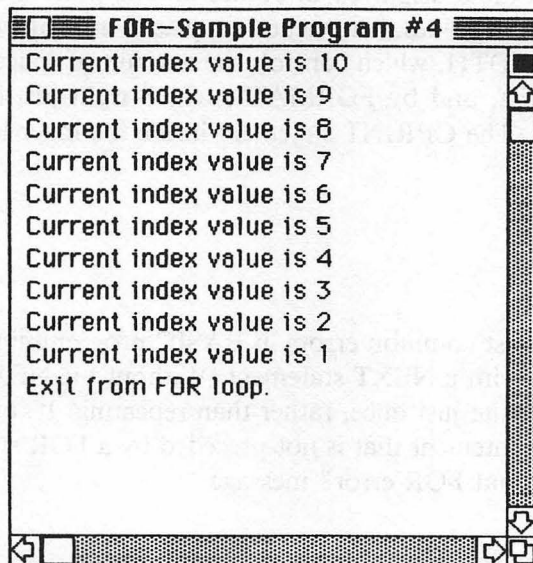 FOR—Sample Program #4
Current index value is 10
Current index value is 9
Current index value is 8
Current index value is 7
Current index value is 6
Current index value is 5
Current index value is 4
Current index value is 3
Current index value is 2
Current index value is 1
Exit from FOR loop.